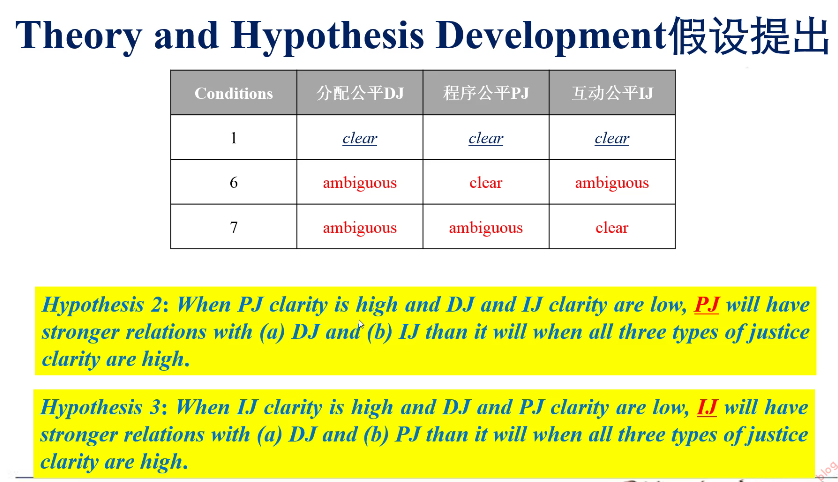 Theory and Hypothesis Development假设提出
Conditions 分配公平DJ 程序公平PJ 互动公平IJ
1 clear clear clear
6 ambiguous clear ambiguous
7 ambiguous ambiguous clear
Hypothesis 2: When PJ clarity is high and DJ and IJ clarity are low, PJ will have
stronger relations with (a) DJ and (b) IJ than it will when all three types of justice
clarity are high.
Hypothesis 3: When IJ clarity is high and DJ and PJ clarity are low, IJ will have
stronger relations with (a) DJ and (b) PJ than it will when all three types of justice
clarity are high.